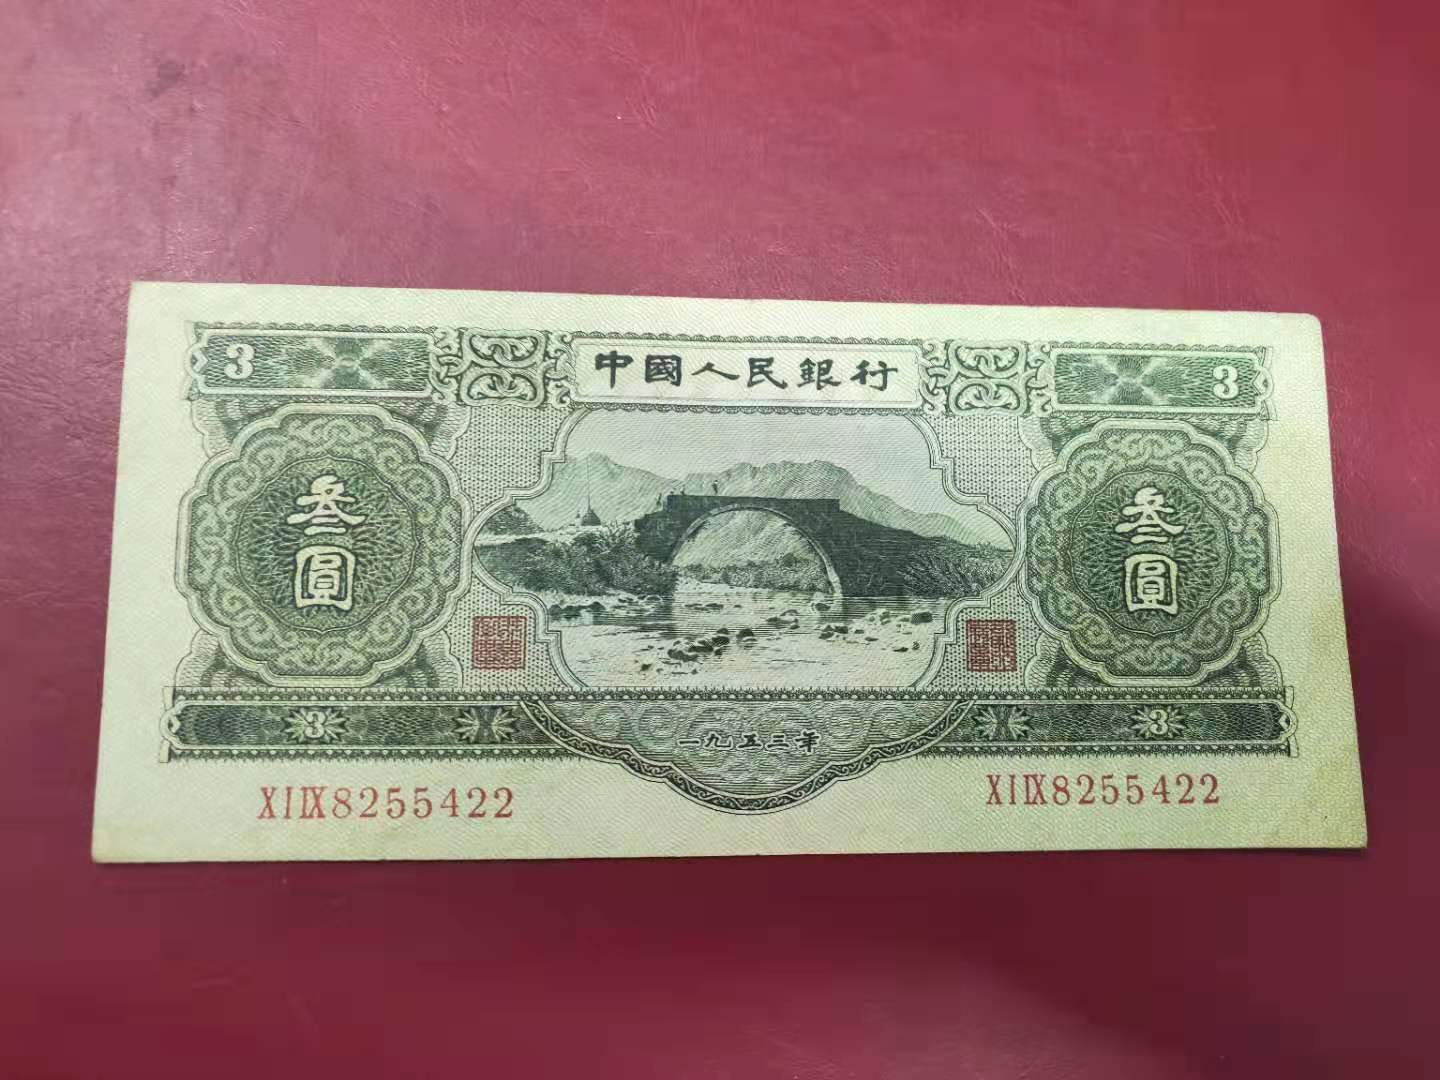 3 中國人民銀行 3
叁圓 叁圓
3 一九五三年 3
XIIX8255422 XIIX8255422